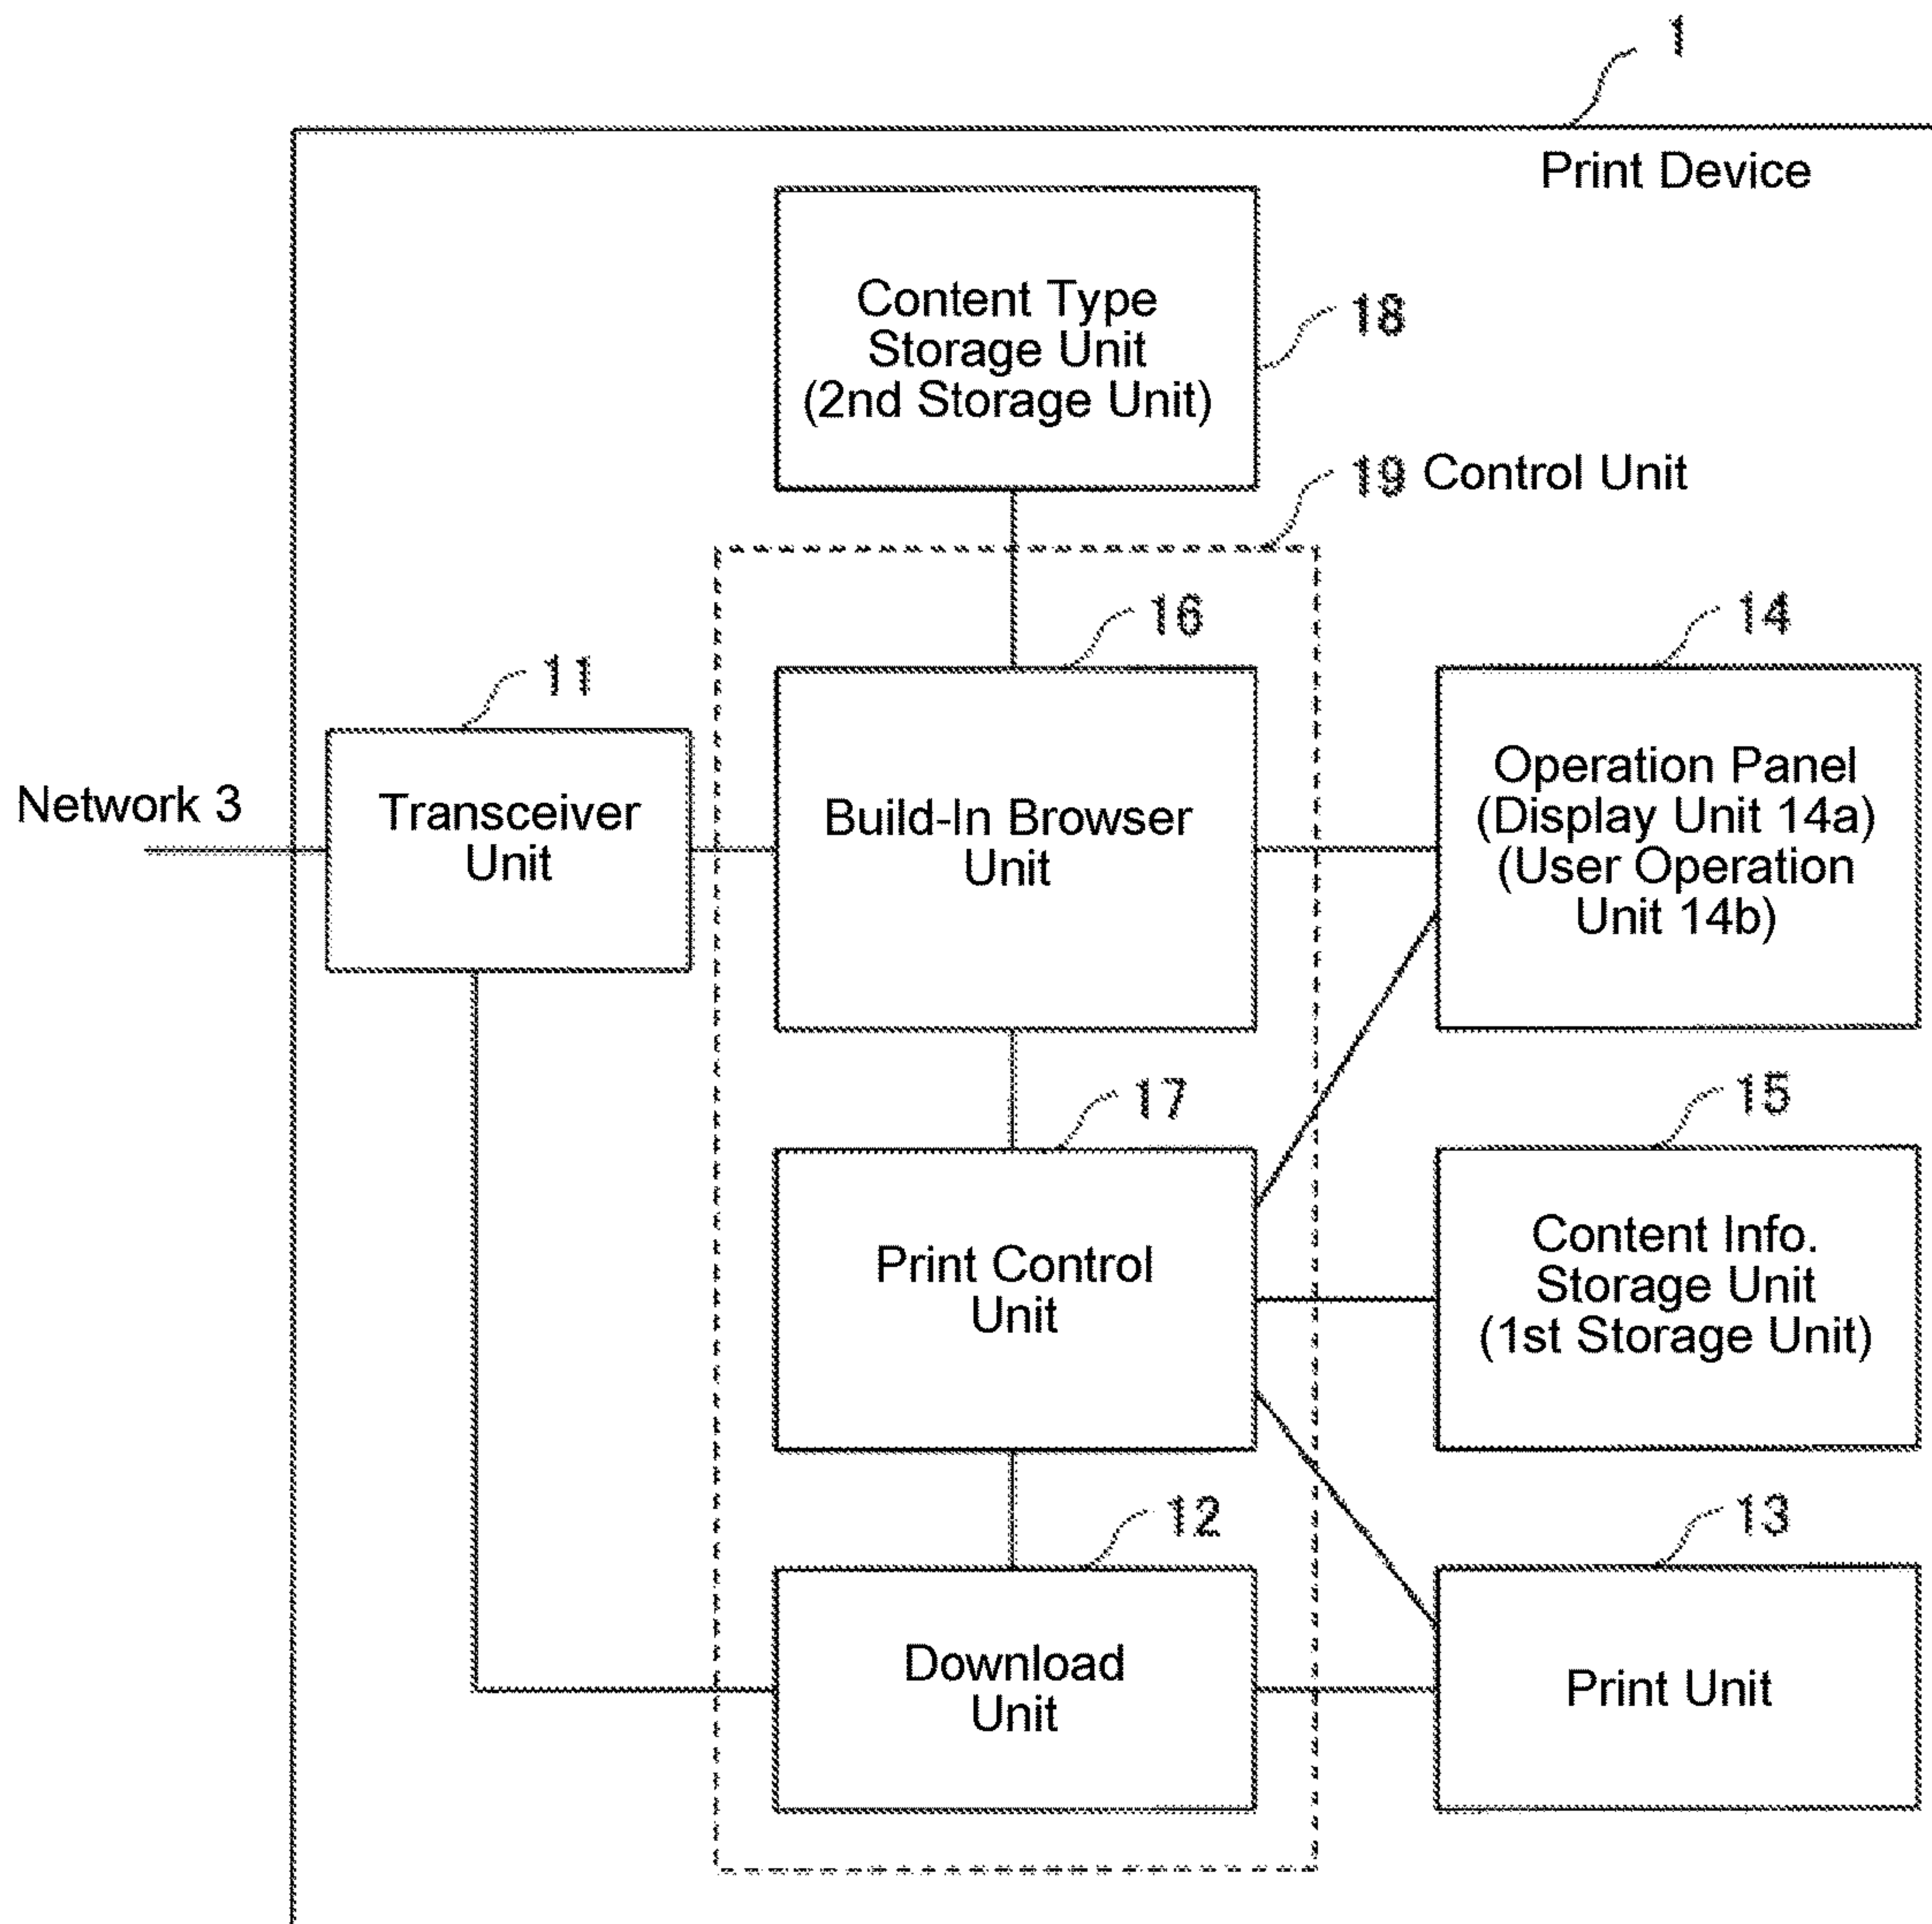 1
Print Device
Content Type
Storage Unit
(2nd Storage Unit)
18
19 Control Unit
16
14
11
Network 3
Transceiver
Unit
Build-In Browser
Unit
Operation Panel
(Display Unit 14a)
(User Operation
Unit 14b)
17
15
Print Control
Unit
Content Info.
Storage Unit
(1st Storage Unit)
12
13
Download
Unit
Print Unit